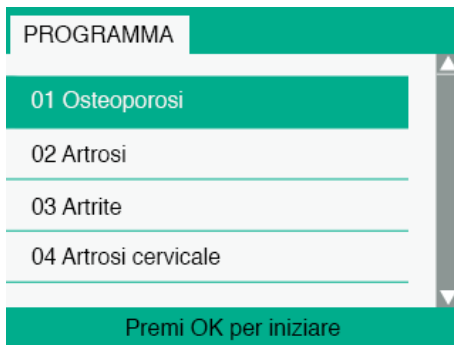 PROGRAMMA
01 Osteoporosi
02 Artrosi
03 Artrite
04 Artrosi cervicale
Premi OK per iniziare